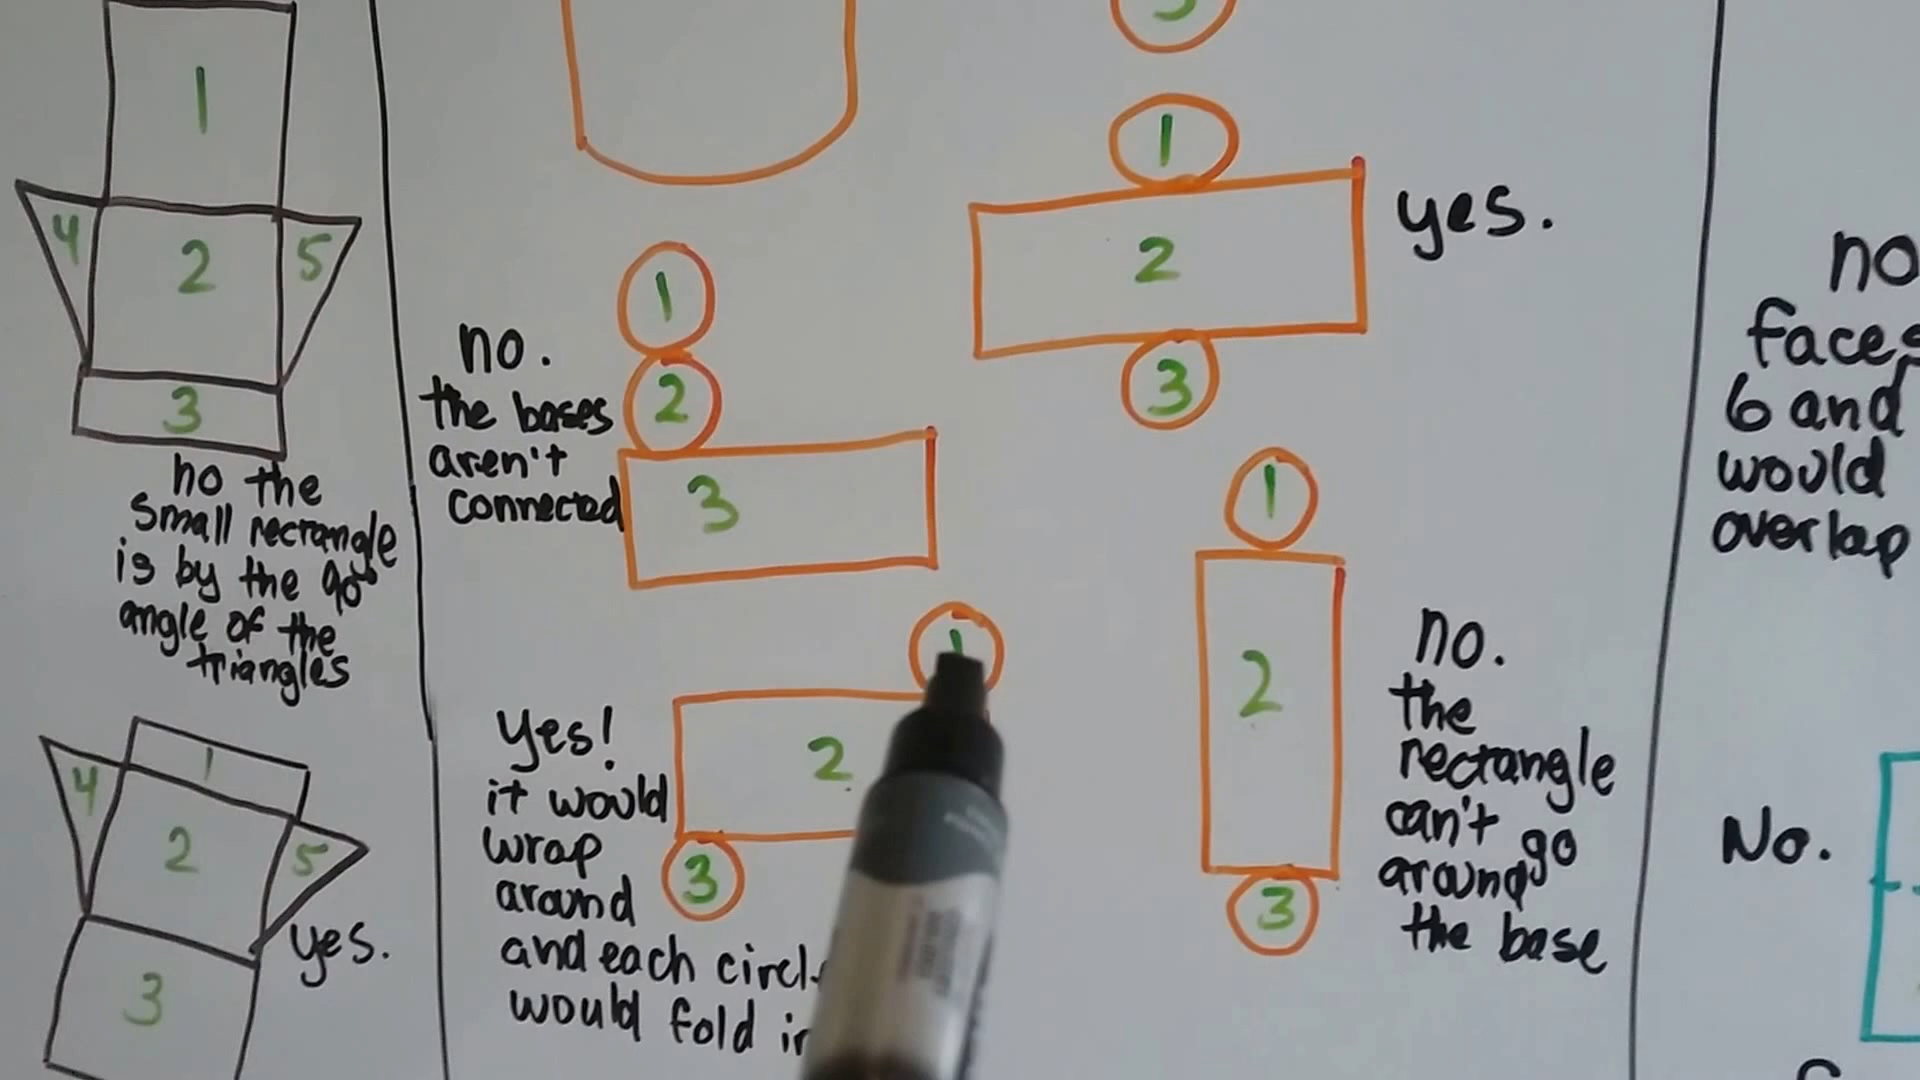 1
4
2
5
3
no the
small rectangle
is by the 90°
angle of the
triangles
1
4
2
5
yes.
3
1
yes.
2
3
1
no.
the bases
aren't
connected
2
3
1
2
yes!
it would
wrap
around
and each
would fold
3
1
2
3
no.
the
rectangle
can't go
around
the base
no
faces
6 and
would
overlap
No.